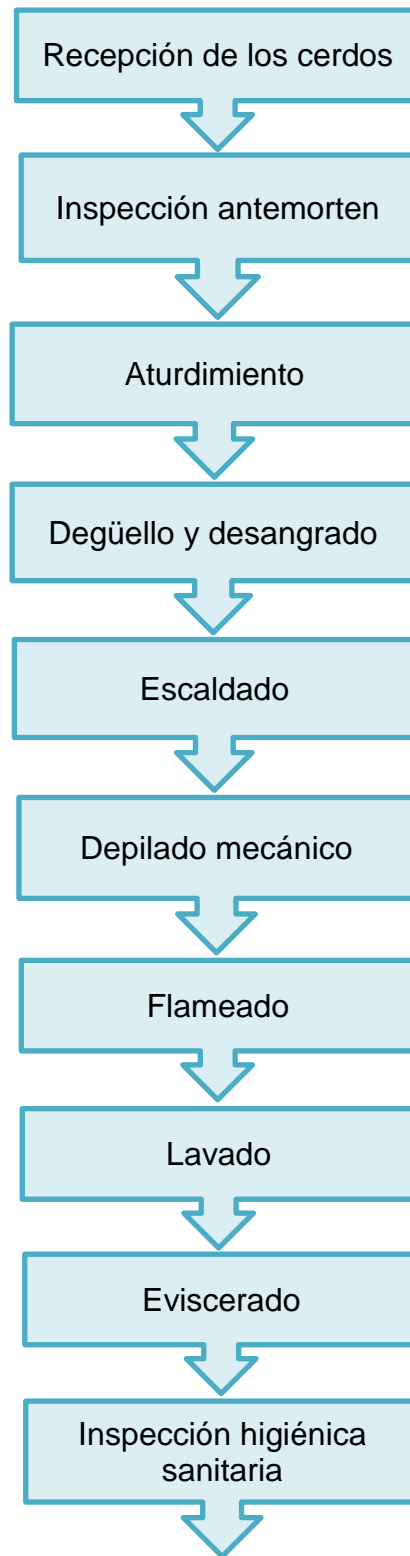 Recepción de los cerdos
Inspección antemorten
Aturdimiento
Degüello y desangrado
Escaldado
Depilado mecánico
Flameado
Lavado
Eviscerado
Inspección higiénica
sanitaria